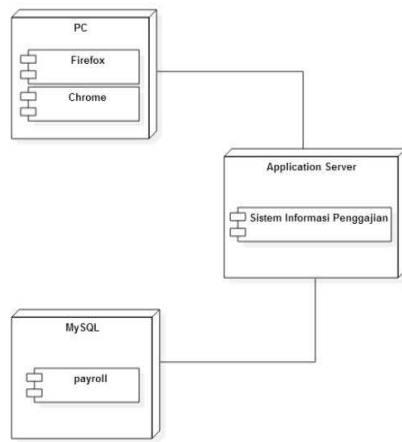 PC
Firefox
Chrome
Application Server
Sistem Informasi Penggajian
MySQL
payroll